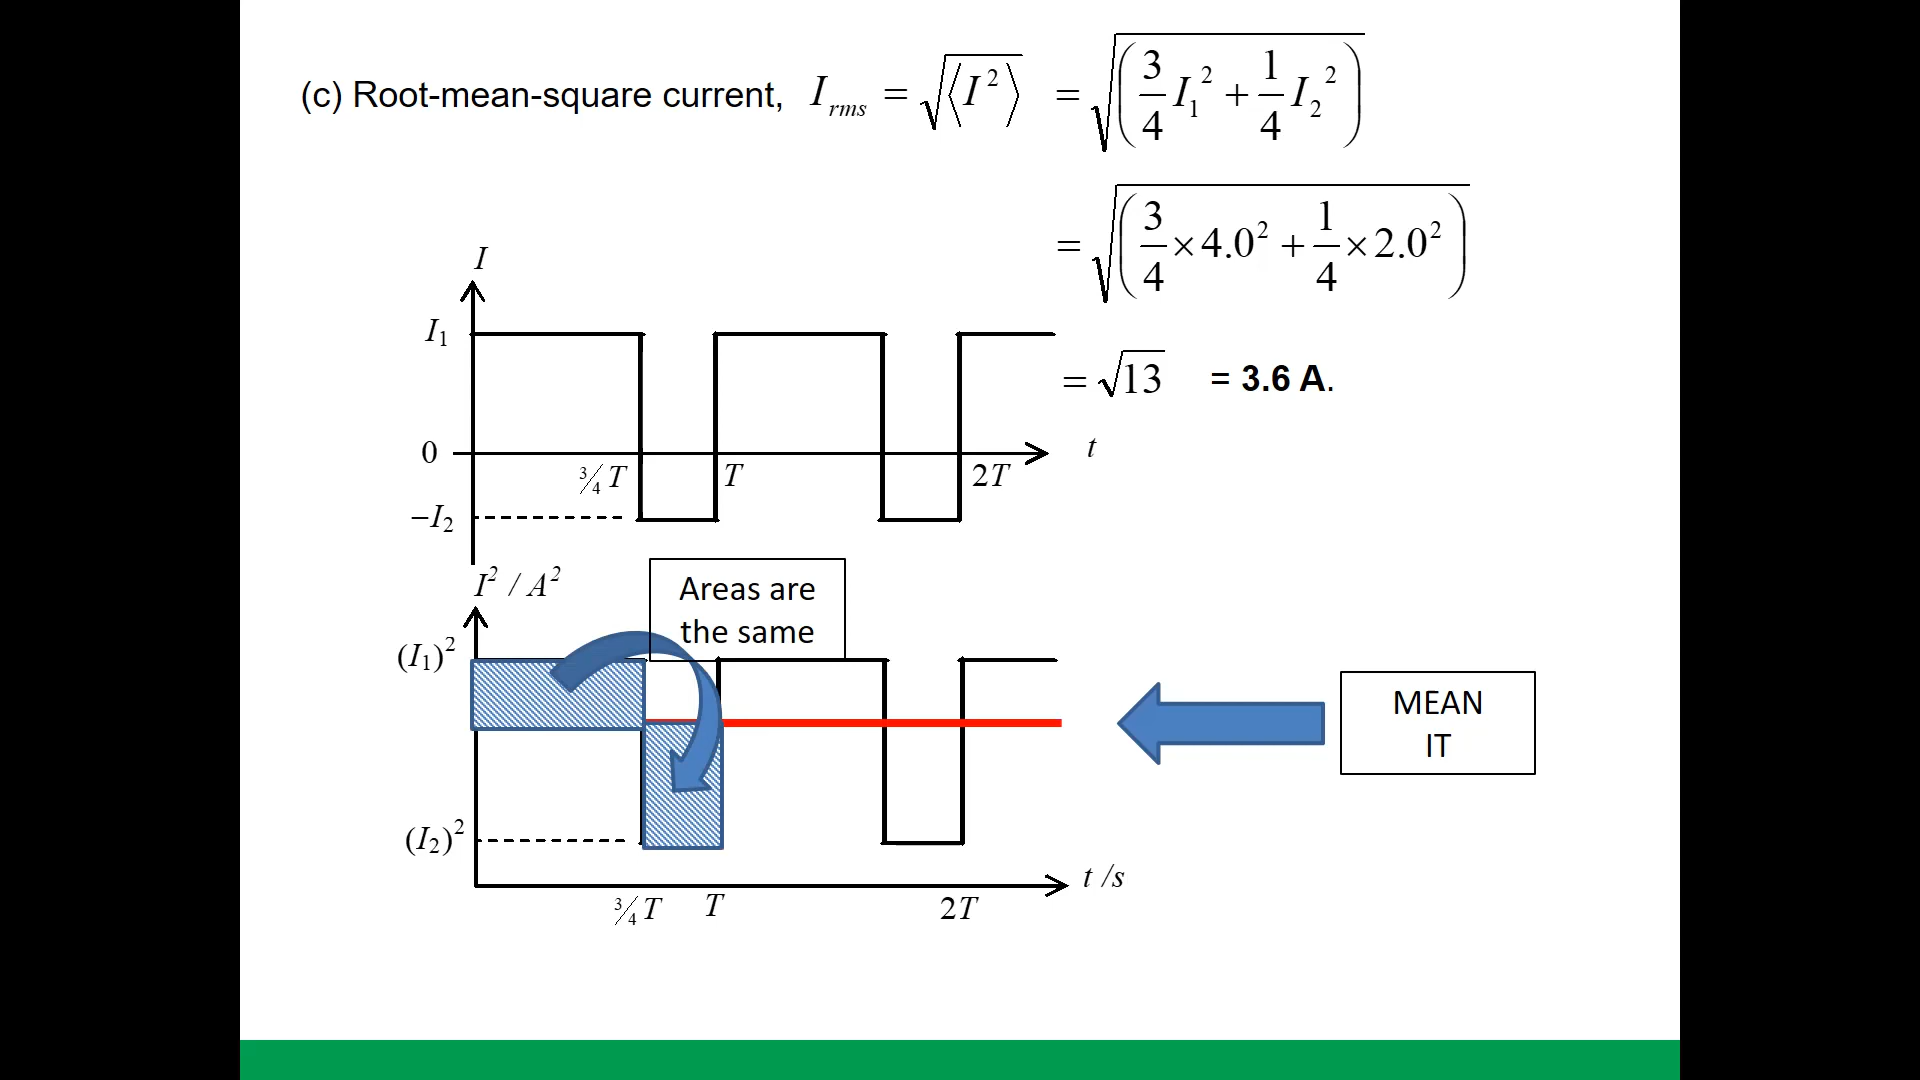 (c) Root-mean-square current, I_rms = √⟨I²⟩ = √(3/4 I₁² + 1/4 I₂²)
= √(3/4 × 4.0² + 1/4 × 2.0²)
= √13 = 3.6 A.
I
I₁
0
t
¾ T
T
2T
−I₂
I² / A²
Areas are
the same
(I₁)²
MEAN
IT
(I₂)²
t /s
¾ T
T
2T